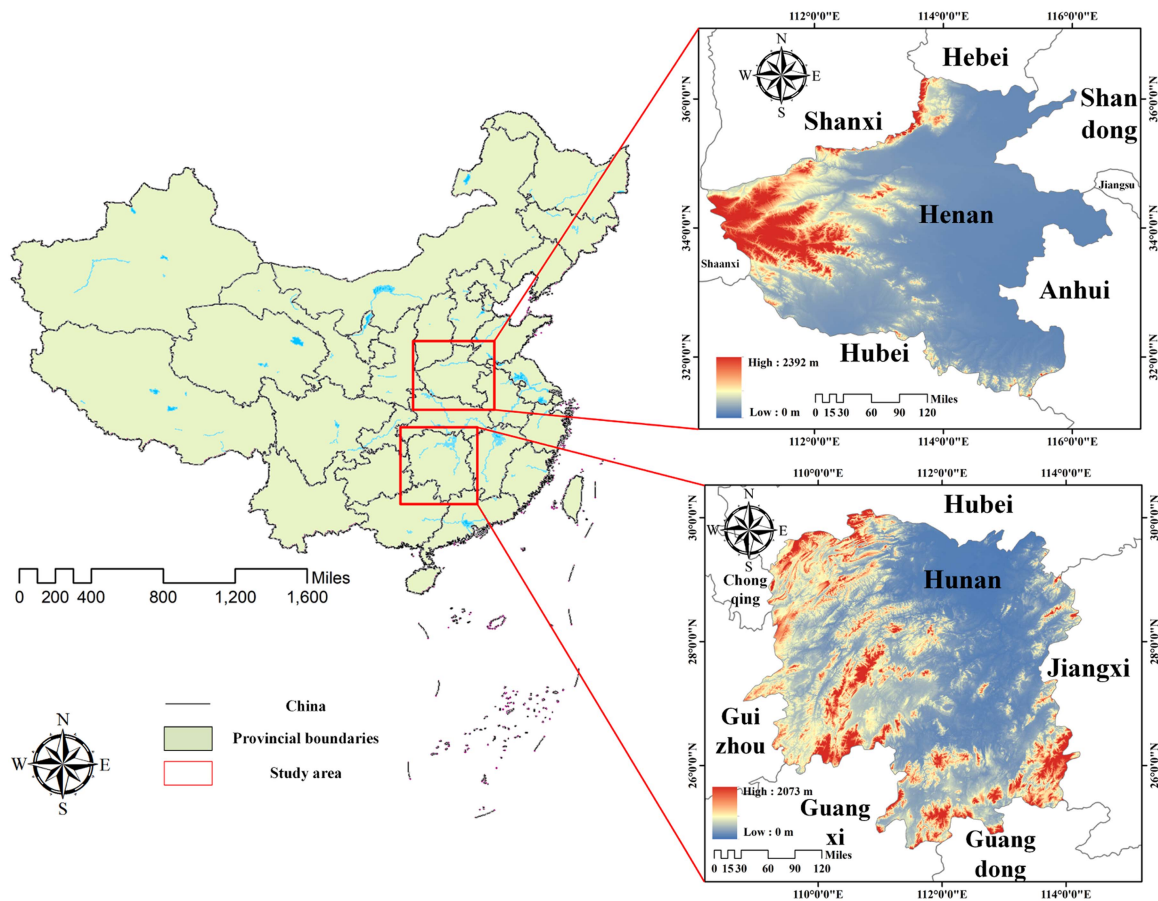 112°0'0"E 114°0'0"E 116°0'0"E
N
W E
S
Hebei
Shan
dong
Shanxi
Jiangsu
Henan
Shaanxi
Anhui
Hubei
36°0'0"N
34°0'0"N
32°0'0"N
36°0'0"N
34°0'0"N
32°0'0"N
High : 2392 m
Low : 0 m
Miles
0 15 30 60 90 120
112°0'0"E 114°0'0"E 116°0'0"E
110°0'0"E 112°0'0"E 114°0'0"E
N
W E
S
Hubei
Chong
qing
Hunan
Jiangxi
Gui
zhou
Guang
xi
Guang
dong
30°0'0"N
28°0'0"N
26°0'0"N
30°0'0"N
28°0'0"N
26°0'0"N
High : 2073 m
Low : 0 m
Miles
0 15 30 60 90 120
110°0'0"E 112°0'0"E 114°0'0"E
Miles
0 200 400 800 1,200 1,600
N
W E
S
China
Provincial boundaries
Study area